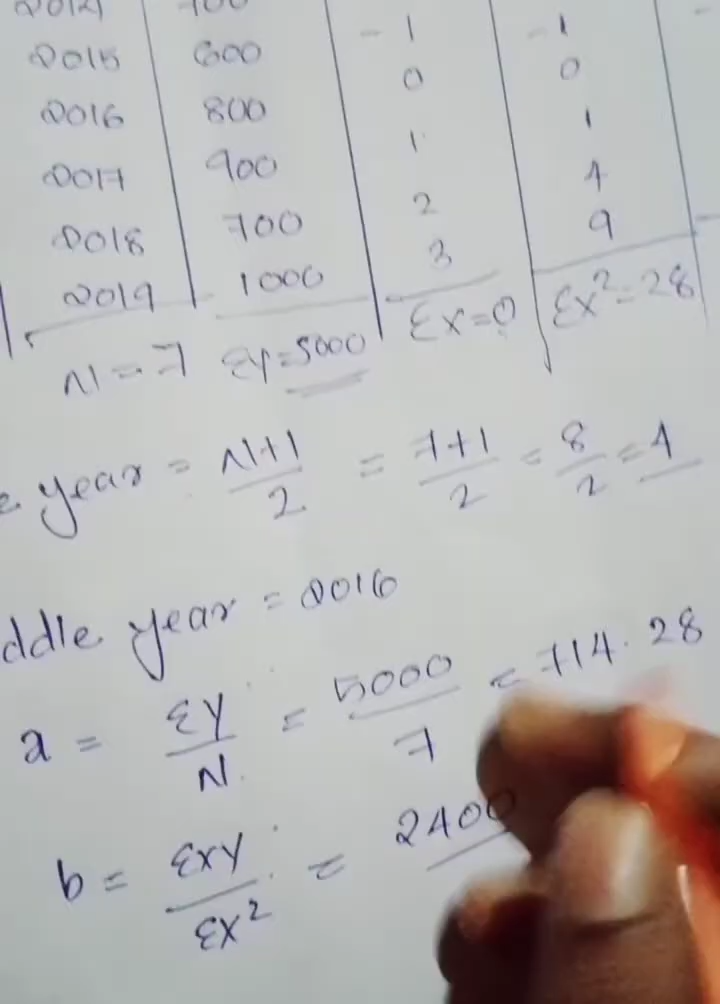 2014 700
2015 600 - 1 - 1
2016 800 0 0
2017 900 1 1
2018 700 2 4
2019 1000 3 9
N = 7 ΣY = 5000 ΣX = 0 ΣX² = 28
year = N+1/2 = 7+1/2 = 8/2 = 4
ddle year = 2016
a = ΣY/N = 5000/7 = 714.28
b = ΣXY/ΣX² = 2400